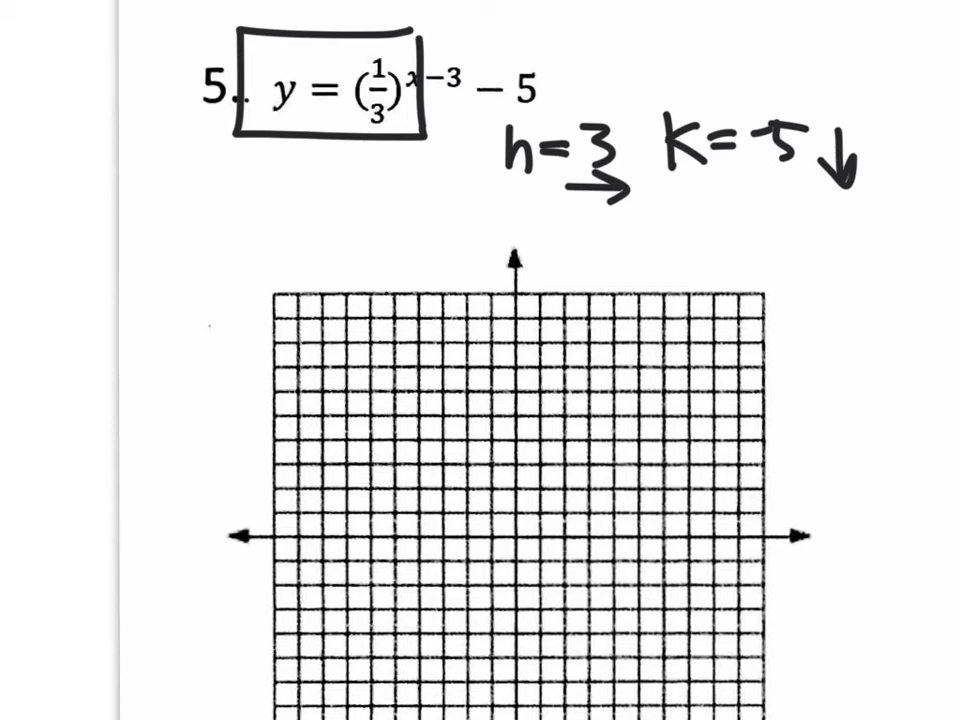 5. y = (1/3)^(x−3) − 5
h = 3 K = -5